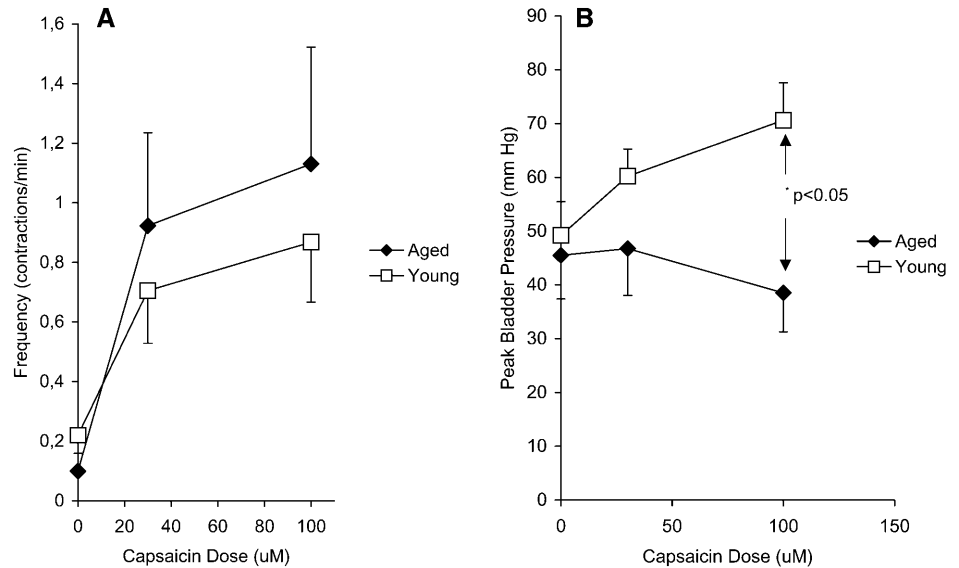 A
1,6
1,4
1,2
1
0,8
0,6
0,4
0,2
0
0 20 40 60 80 100
Frequency (contractions/min)
Capsaicin Dose (uM)
Aged
Young
B
90
80
70
60
50
40
30
20
10
0
0 50 100 150
Peak Bladder Pressure (mm Hg)
Capsaicin Dose (uM)
* p<0.05
Aged
Young